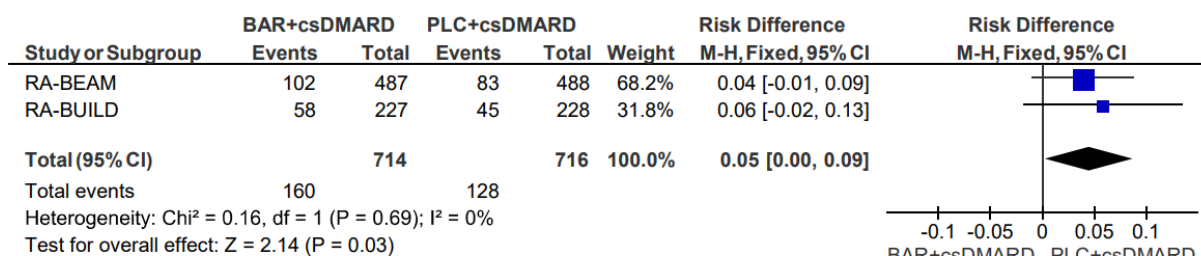 BAR+csDMARD PLC+csDMARD Risk Difference Risk Difference
Study or Subgroup Events Total Events Total Weight M-H, Fixed, 95% CI M-H, Fixed, 95% CI
RA-BEAM 102 487 83 488 68.2% 0.04 [-0.01, 0.09]
RA-BUILD 58 227 45 228 31.8% 0.06 [-0.02, 0.13]
Total (95% CI) 714 716 100.0% 0.05 [0.00, 0.09]
Total events 160 128
Heterogeneity: Chi² = 0.16, df = 1 (P = 0.69); I² = 0%
Test for overall effect: Z = 2.14 (P = 0.03)
-0.1 -0.05 0 0.05 0.1
BAR+csDMARD PLC+csDMARD